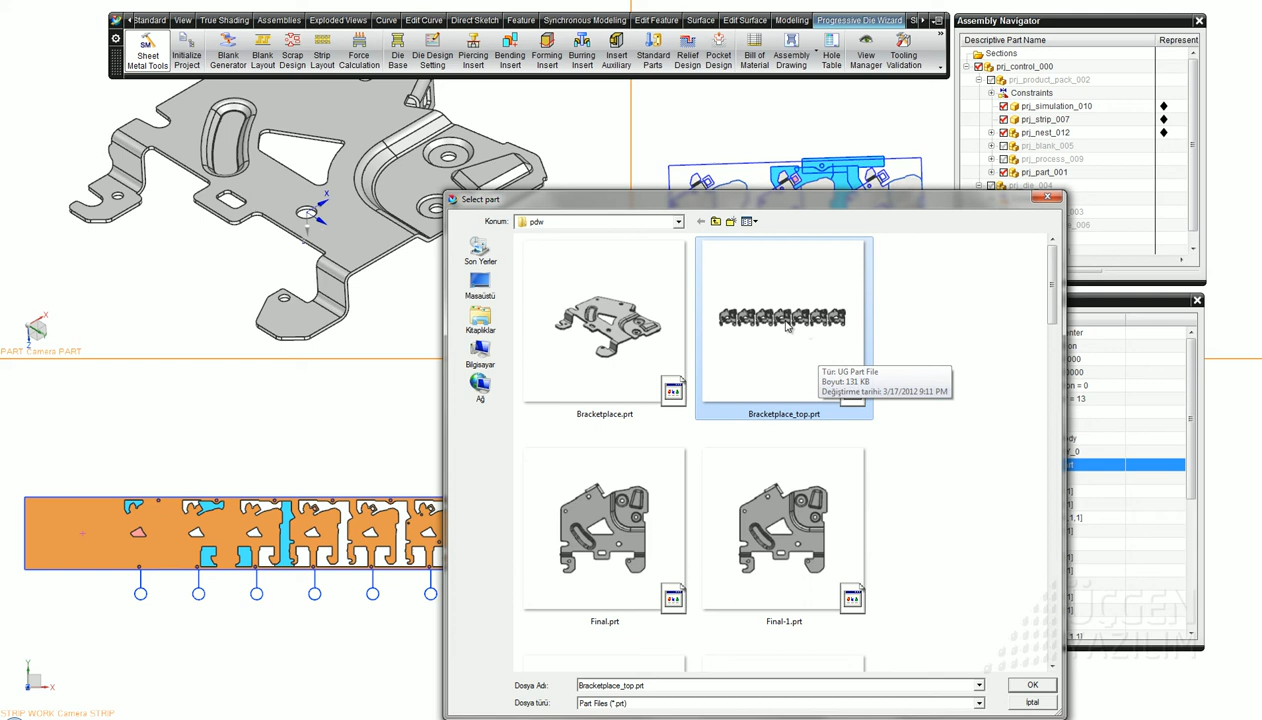 Standard View True Shading Assemblies Exploded Views Curve Edit Curve Direct Sketch Feature Synchronous Modeling Edit Feature Surface Edit Surface Modeling Progressive Die Wizard
Sheet Metal Tools
Initialize Project
Blank Generator
Blank Layout
Scrap Design
Strip Layout
Force Calculation
Die Base
Die Design Setting
Piercing Insert
Bending Insert
Forming Insert
Burring Insert
Insert Auxiliary
Standard Parts
Relief Design
Pocket Design
Bill of Material
Assembly Drawing
Hole Table
View Manager
Tooling Validation
Assembly Navigator
Descriptive Part Name Represent
Sections
prj_control_000
prj_product_pack_002
Constraints
prj_simulation_010
prj_strip_007
prj_nest_012
prj_blank_005
prj_process_009
prj_part_001
prj_die_004
Select part
Konum: pdw
Son Yerler
Masaüstü
Kitaplıklar
Bilgisayar
Ağ
Bracketplace.prt
Tür: UG Part File
Boyut: 131 KB
Değiştirme tarihi: 3/17/2012 9:11 PM
Bracketplace_top.prt
Final.prt
Final-1.prt
Dosya Adı: Bracketplace_top.prt OK
Dosya türü: Part Files (*.prt) İptal
PART Camera PART
STRIP WORK Camera STRIP
ÜÇGEN
YAZILIM